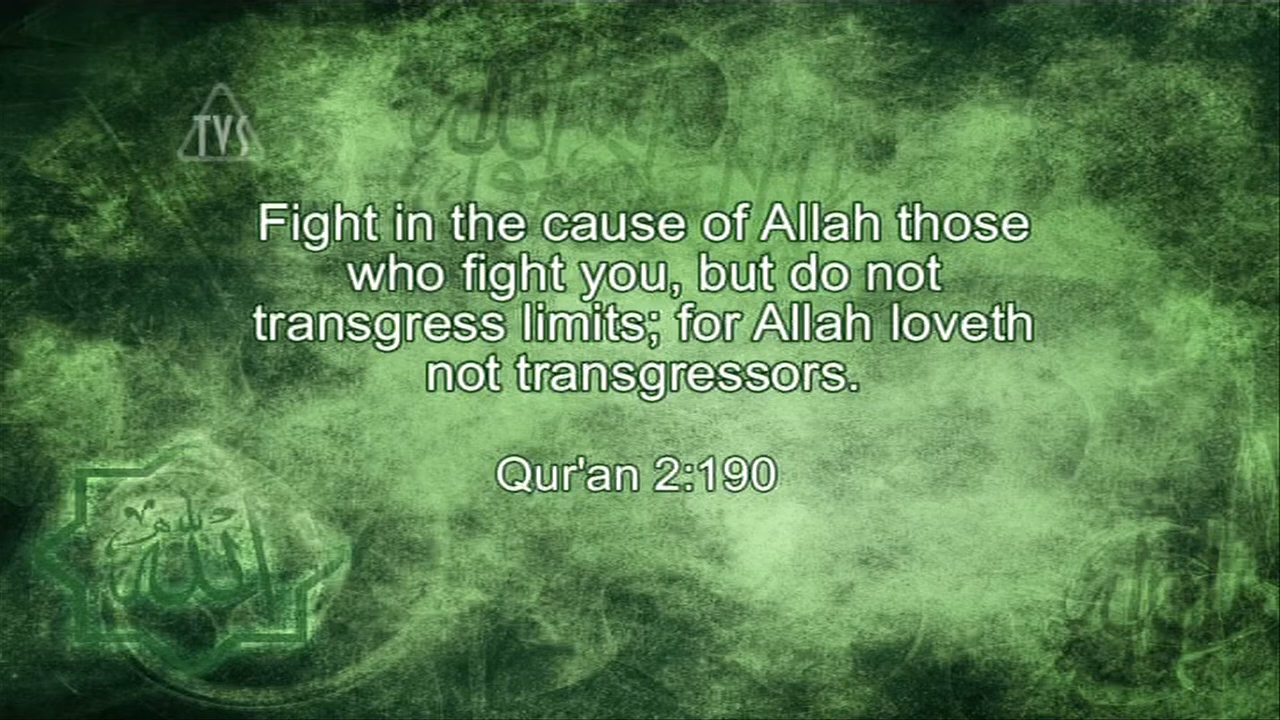 TVS
Fight in the cause of Allah those
who fight you, but do not
transgress limits; for Allah loveth
not transgressors.
Qur'an 2:190
الله